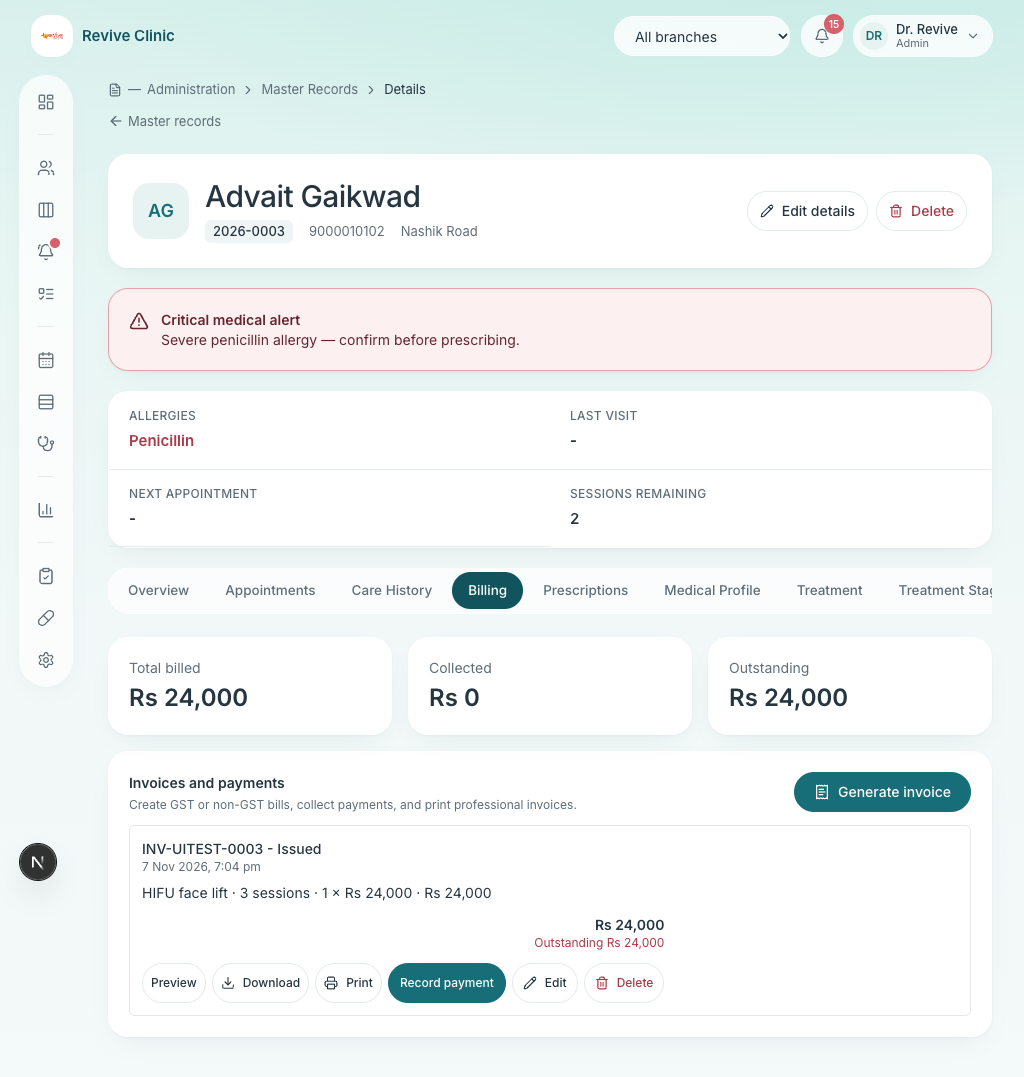 Revive Clinic
All branches
15
DR
Dr. Revive
Admin
— Administration > Master Records > Details
← Master records
AG
Advait Gaikwad
2026-0003 9000010102 Nashik Road
Edit details
Delete
Critical medical alert
Severe penicillin allergy — confirm before prescribing.
ALLERGIES
Penicillin
LAST VISIT
-
NEXT APPOINTMENT
-
SESSIONS REMAINING
2
Overview Appointments Care History Billing Prescriptions Medical Profile Treatment Treatment Stag
Total billed
Rs 24,000
Collected
Rs 0
Outstanding
Rs 24,000
Invoices and payments
Create GST or non-GST bills, collect payments, and print professional invoices.
Generate invoice
INV-UITEST-0003 - Issued
7 Nov 2026, 7:04 pm
HIFU face lift · 3 sessions · 1 × Rs 24,000 · Rs 24,000
Rs 24,000
Outstanding Rs 24,000
Preview Download Print Record payment Edit Delete
N